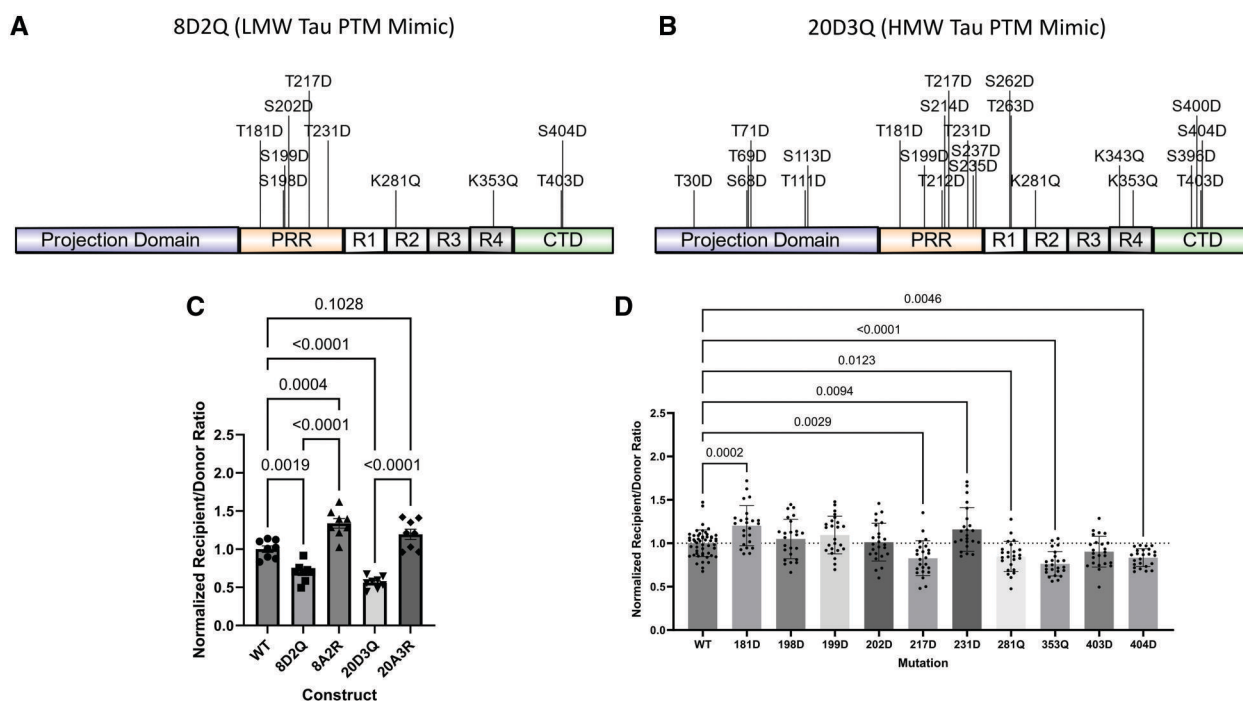 A
8D2Q (LMW Tau PTM Mimic)
T217D
S202D
T181D T231D S404D
S199D
S198D K281Q K353Q T403D
Projection Domain PRR R1 R2 R3 R4 CTD
B
20D3Q (HMW Tau PTM Mimic)
T217D S262D
S214D T263D S400D
T71D T181D T231D S404D
T69D S113D S199D S237D K343Q S396D
S235D
T30D S68D T111D T212D K281Q K353Q T403D
Projection Domain PRR R1 R2 R3 R4 CTD
C
0.1028
<0.0001
0.0004
<0.0001
0.0019 <0.0001
Normalized Recipient/Donor Ratio
2.5
2.0
1.5
1.0
0.5
0.0
WT 8D2Q 8A2R 20D3Q 20A3R
Construct
D
0.0046
<0.0001
0.0123
0.0094
0.0029
0.0002
Normalized Recipient/Donor Ratio
2.5
2.0
1.5
1.0
0.5
0.0
WT 181D 198D 199D 202D 217D 231D 281Q 353Q 403D 404D
Mutation